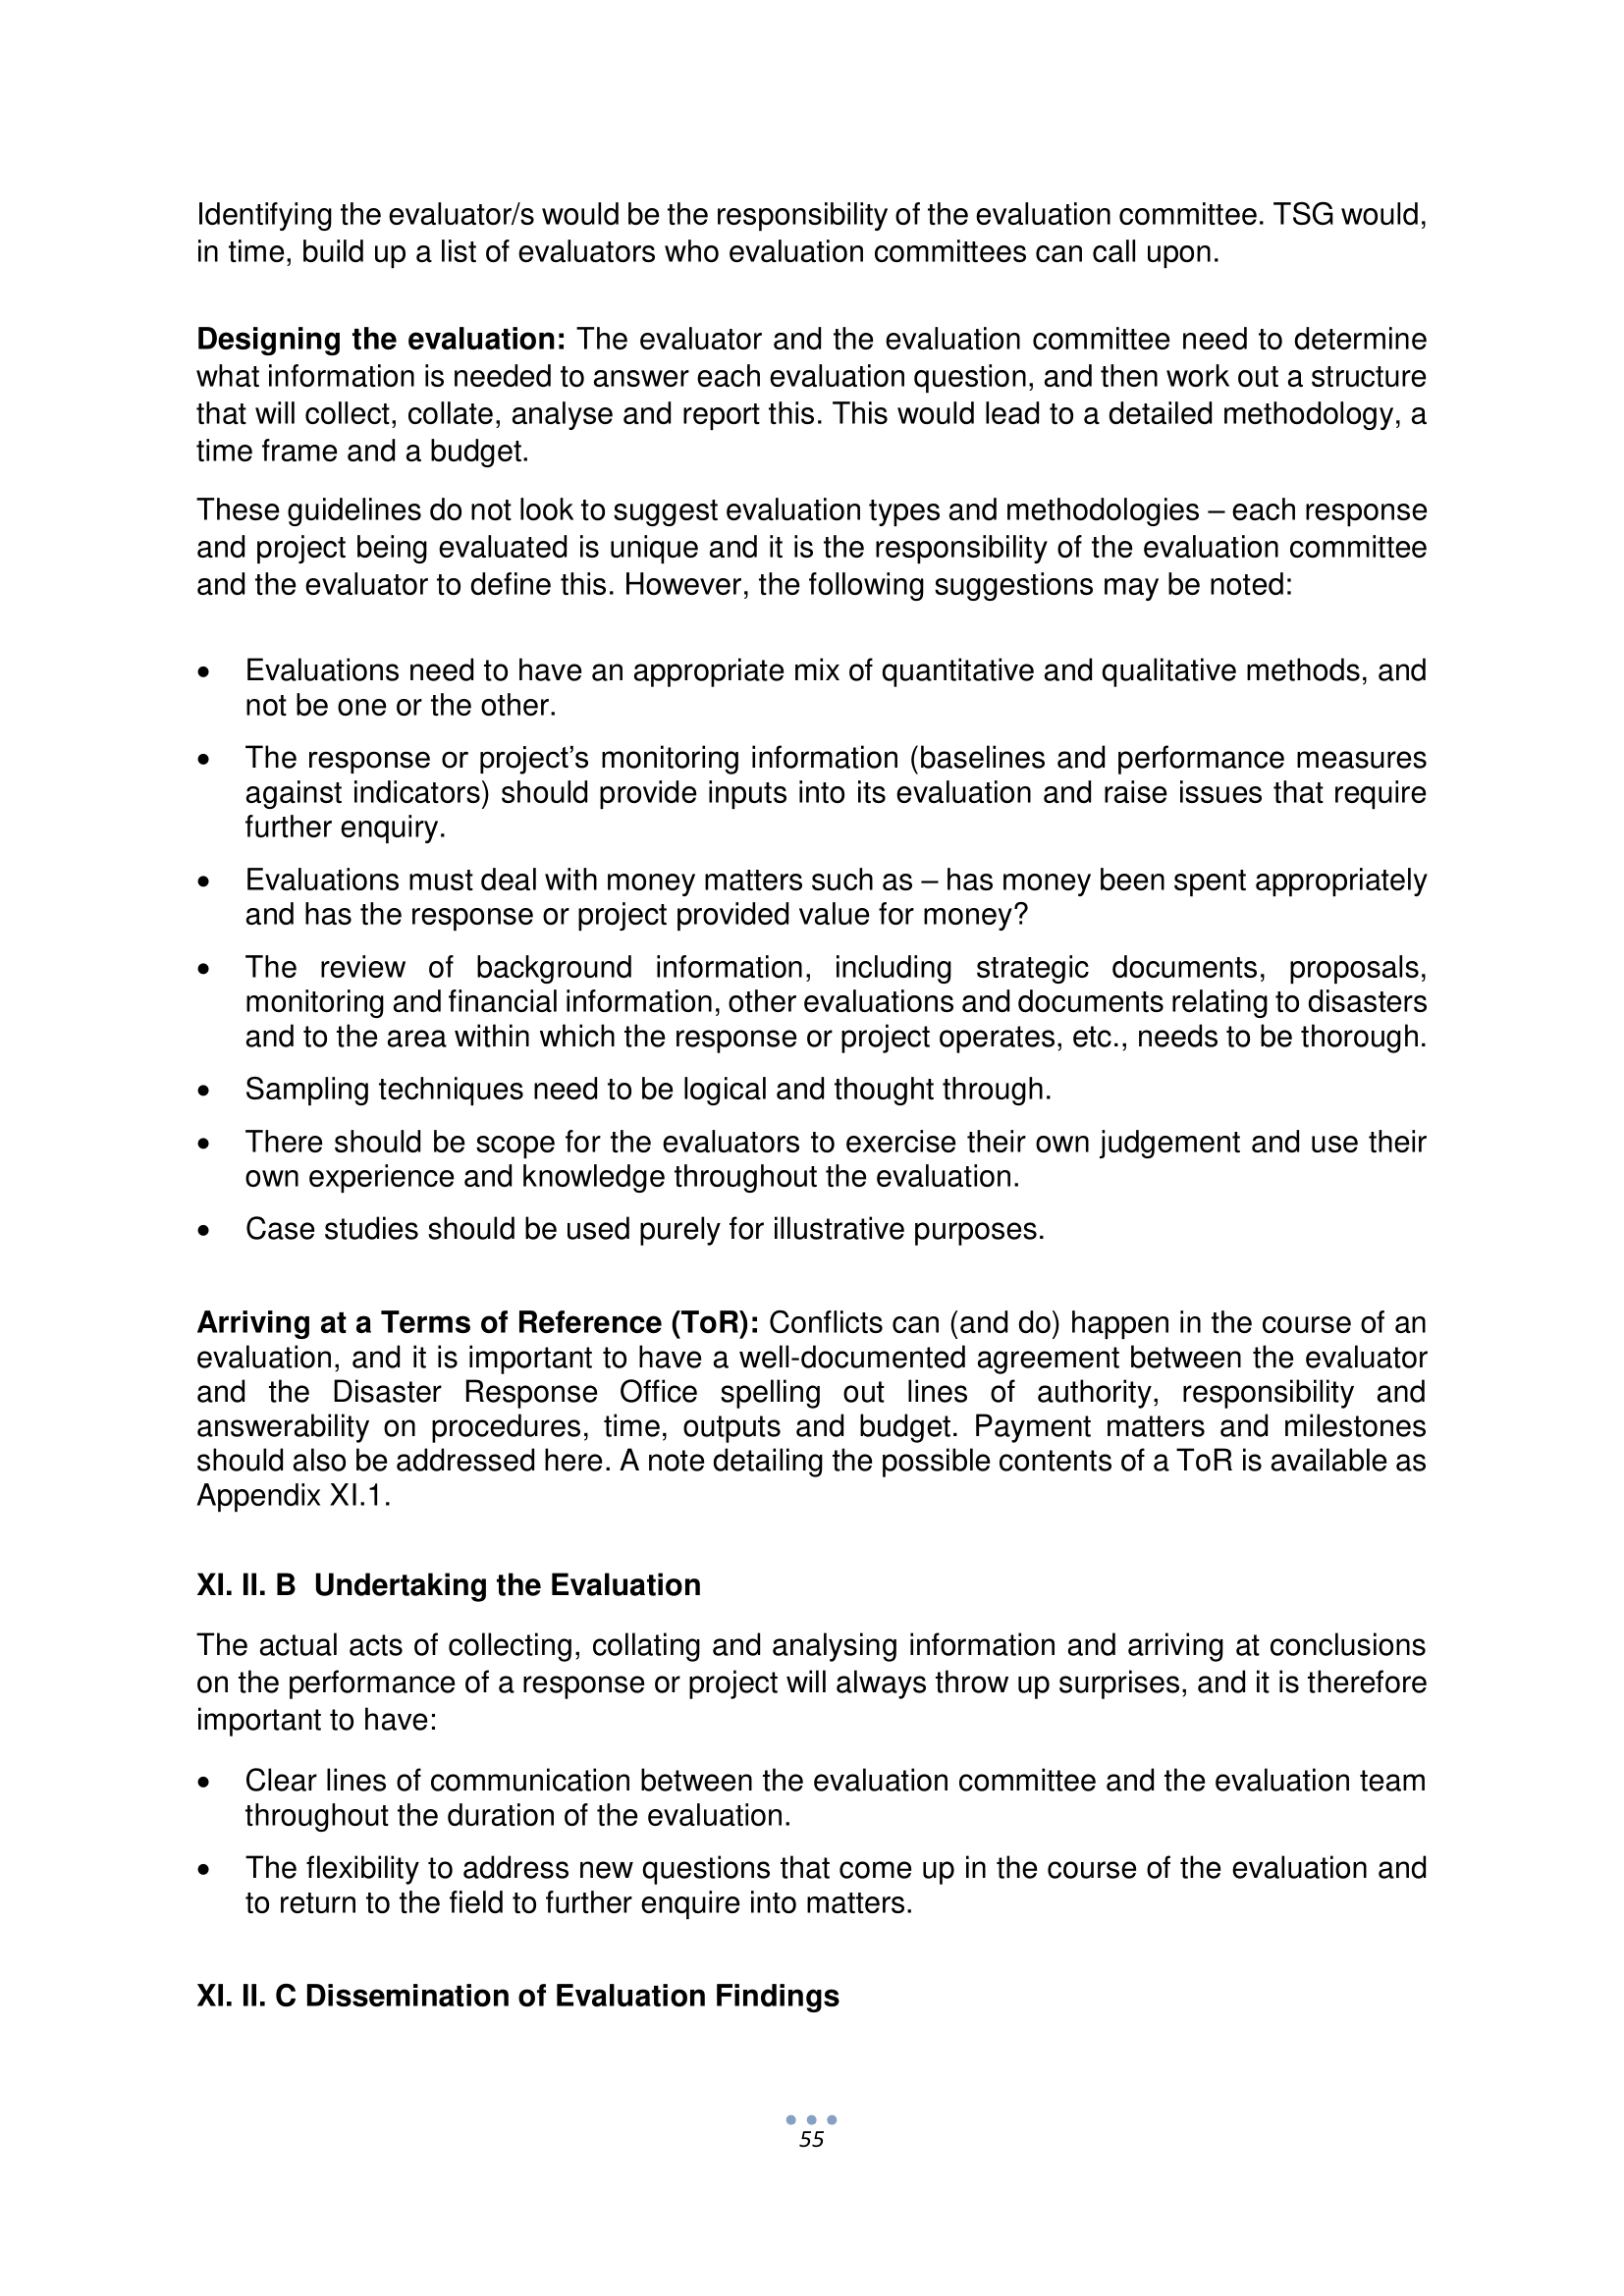 Identifying the evaluator/s would be the responsibility of the evaluation committee. TSG would,
in time, build up a list of evaluators who evaluation committees can call upon.
Designing the evaluation: The evaluator and the evaluation committee need to determine
what information is needed to answer each evaluation question, and then work out a structure
that will collect, collate, analyse and report this. This would lead to a detailed methodology, a
time frame and a budget.
These guidelines do not look to suggest evaluation types and methodologies – each response
and project being evaluated is unique and it is the responsibility of the evaluation committee
and the evaluator to define this. However, the following suggestions may be noted:
• Evaluations need to have an appropriate mix of quantitative and qualitative methods, and
not be one or the other.
• The response or project’s monitoring information (baselines and performance measures
against indicators) should provide inputs into its evaluation and raise issues that require
further enquiry.
• Evaluations must deal with money matters such as – has money been spent appropriately
and has the response or project provided value for money?
• The review of background information, including strategic documents, proposals,
monitoring and financial information, other evaluations and documents relating to disasters
and to the area within which the response or project operates, etc., needs to be thorough.
• Sampling techniques need to be logical and thought through.
• There should be scope for the evaluators to exercise their own judgement and use their
own experience and knowledge throughout the evaluation.
• Case studies should be used purely for illustrative purposes.
Arriving at a Terms of Reference (ToR): Conflicts can (and do) happen in the course of an
evaluation, and it is important to have a well-documented agreement between the evaluator
and the Disaster Response Office spelling out lines of authority, responsibility and
answerability on procedures, time, outputs and budget. Payment matters and milestones
should also be addressed here. A note detailing the possible contents of a ToR is available as
Appendix XI.1.
XI. II. B Undertaking the Evaluation
The actual acts of collecting, collating and analysing information and arriving at conclusions
on the performance of a response or project will always throw up surprises, and it is therefore
important to have:
• Clear lines of communication between the evaluation committee and the evaluation team
throughout the duration of the evaluation.
• The flexibility to address new questions that come up in the course of the evaluation and
to return to the field to further enquire into matters.
XI. II. C Dissemination of Evaluation Findings
55